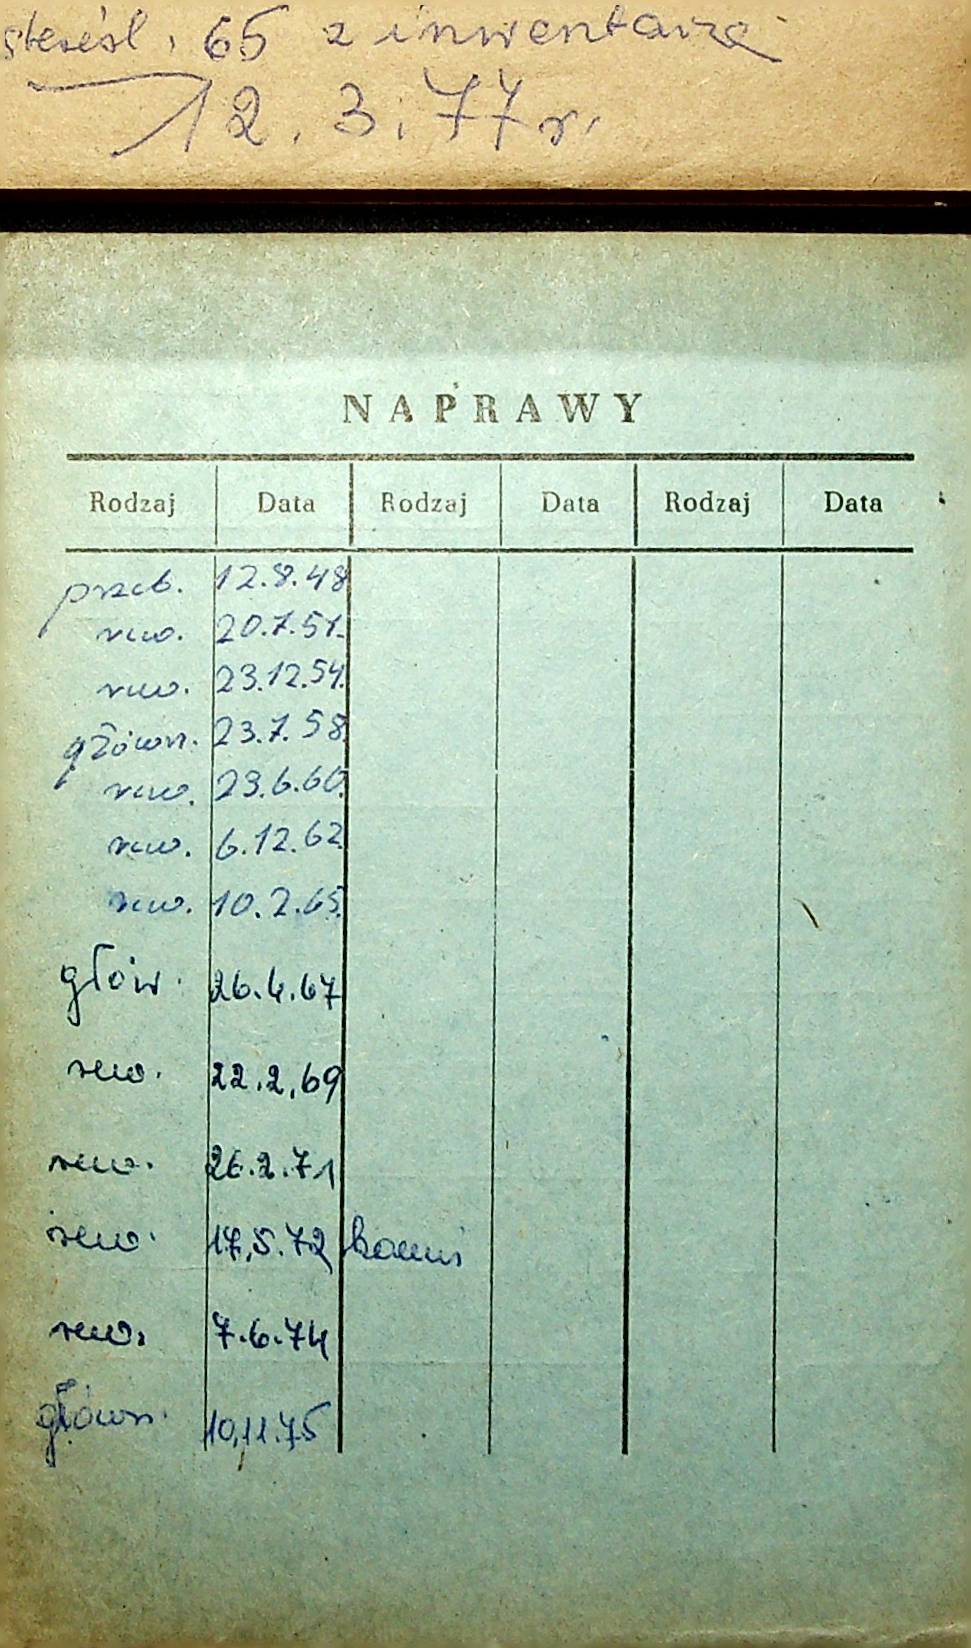 skreśl. 65 z inwentarza
12.3.77 r.
NAPRAWY
Rodzaj Data Rodzaj Data Rodzaj Data
przeb. 12.8.48
rew. 20.7.51.
rew. 23.12.54.
główn. 23.7.58.
rew. 23.6.60.
rew. 6.12.62.
rew. 10.2.65.
głów. 26.4.67
rew. 22.2.69
rew. 26.2.71
rew. 17.5.72
rew. 7.6.74
główn. 10.11.75